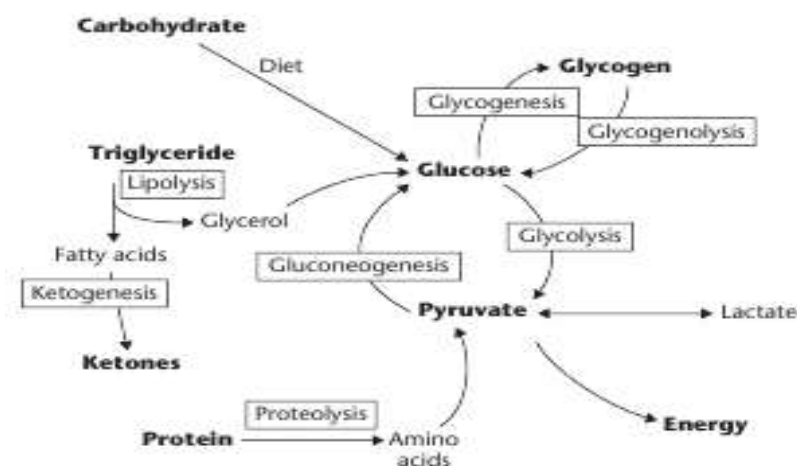 Carbohydrate
Diet
Glycogen
Glycogenesis
Glycogenolysis
Triglyceride
Lipolysis
Glucose
Glycerol
Glycolysis
Fatty acids
Gluconeogenesis
Ketogenesis
Pyruvate
Lactate
Ketones
Proteolysis
Energy
Protein
Amino
acids